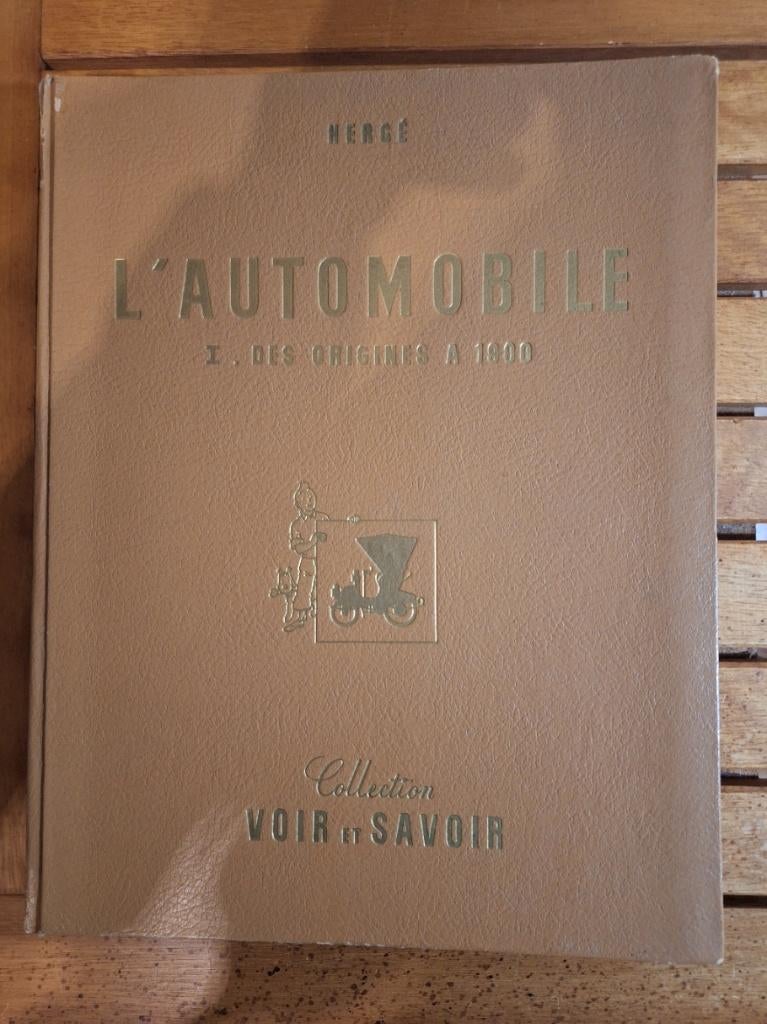 HERGÉ
L'AUTOMOBILE
I. DES ORIGINES A 1900
Collection
VOIR ET SAVOIR